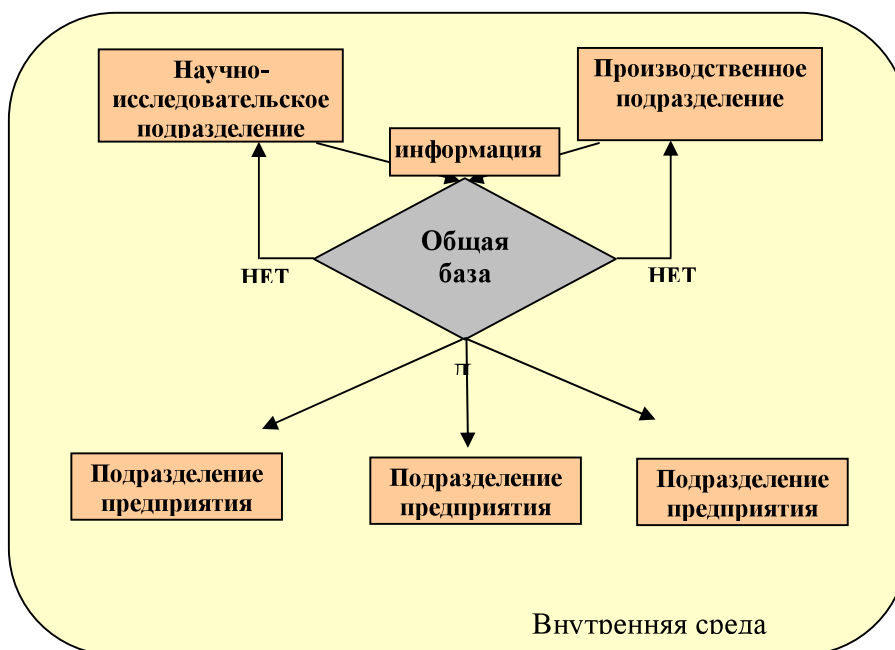 Научно-
исследовательское
подразделение
Производственное
подразделение
информация
Общая
база
НЕТ
НЕТ
Подразделение
предприятия
Подразделение
предприятия
Подразделение
предприятия
Внутренняя среда